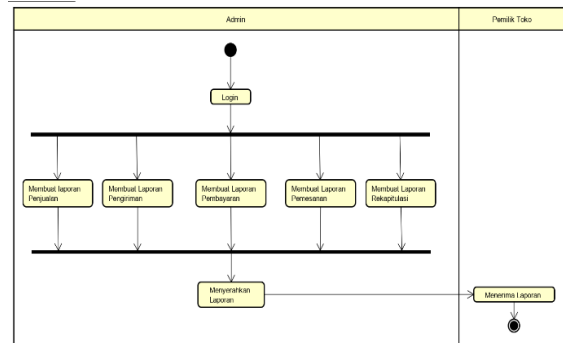 Admin
Pemilik Toko
Login
Membuat laporan
Penjualan
Membuat Laporan
Pengiriman
Membuat Laporan
Pembayaran
Membuat Laporan
Pemesanan
Membuat Laporan
Rekapitulasi
Menyerahkan
Laporan
Menerima Laporan